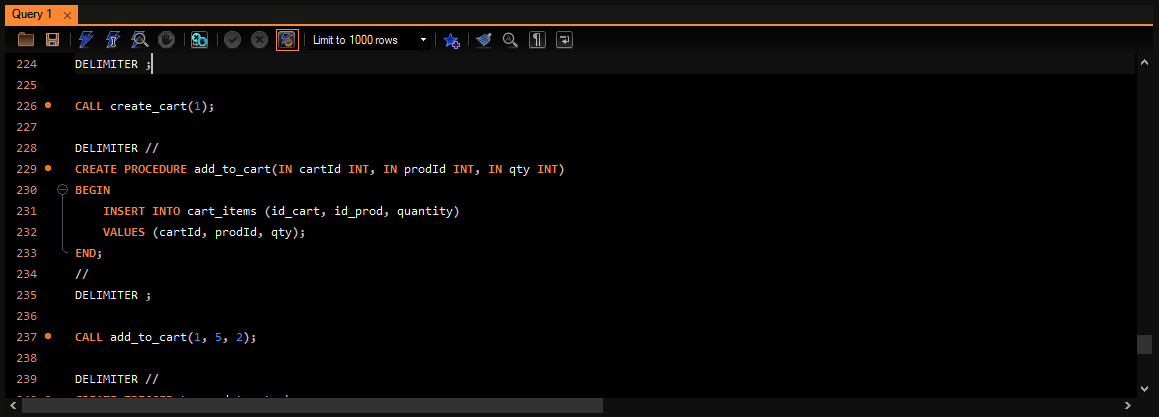 Query 1
Limit to 1000 rows
224 DELIMITER ;
225
226 CALL create_cart(1);
227
228 DELIMITER //
229 CREATE PROCEDURE add_to_cart(IN cartId INT, IN prodId INT, IN qty INT)
230 BEGIN
231 INSERT INTO cart_items (id_cart, id_prod, quantity)
232 VALUES (cartId, prodId, qty);
233 END;
234 //
235 DELIMITER ;
236
237 CALL add_to_cart(1, 5, 2);
238
239 DELIMITER //
CREATE TRIGGER